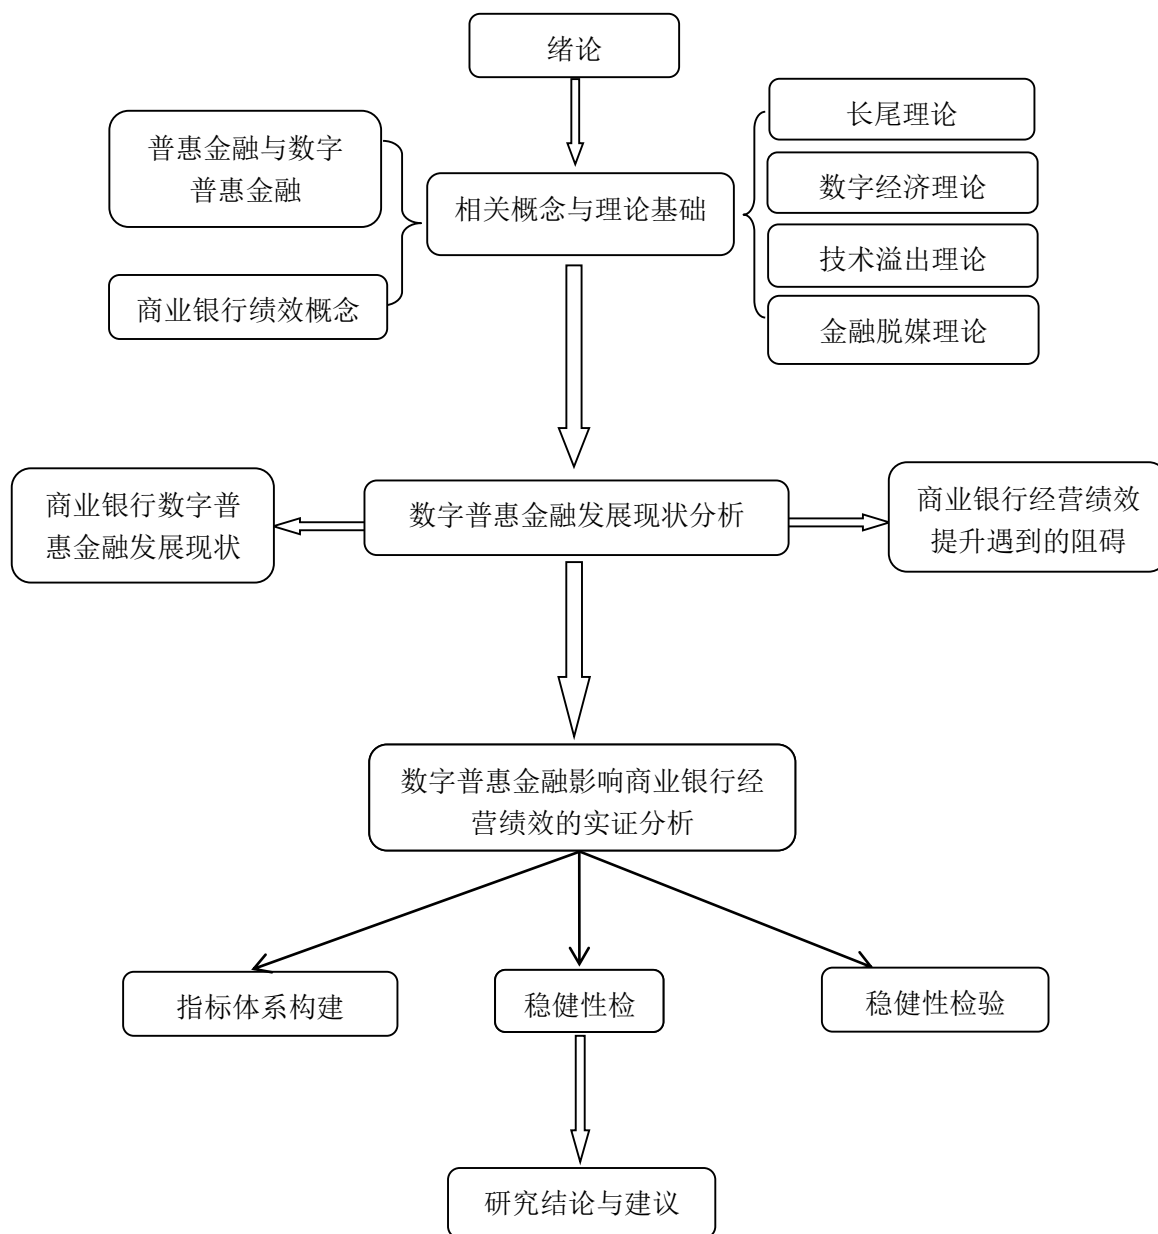 绪论
普惠金融与数字
普惠金融
商业银行绩效概念
相关概念与理论基础
长尾理论
数字经济理论
技术溢出理论
金融脱媒理论
商业银行数字普
惠金融发展现状
数字普惠金融发展现状分析
商业银行经营绩效
提升遇到的阻碍
数字普惠金融影响商业银行经
营绩效的实证分析
指标体系构建
稳健性检
稳健性检验
研究结论与建议